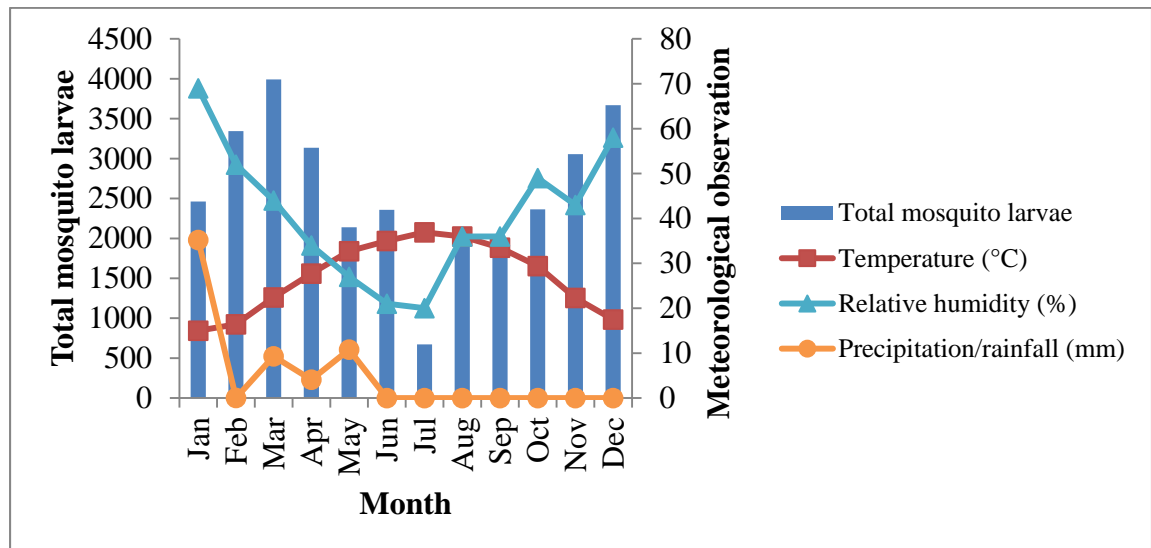 Total mosquito larvae
4500
4000
3500
3000
2500
2000
1500
1000
500
0
80
70
60
50
40
30
20
10
0
Meteorological observation
Jan
Feb
Mar
Apr
May
Jun
Jul
Aug
Sep
Oct
Nov
Dec
Month
Total mosquito larvae
Temperature (°C)
Relative humidity (%)
Precipitation/rainfall (mm)